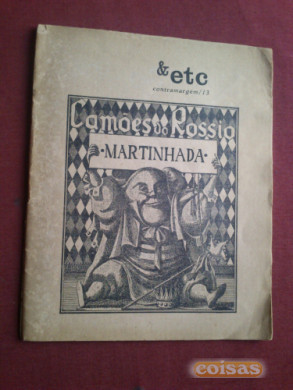 & etc
contramargem/13
Camões do Rossio
·MARTINHADA·
coisas